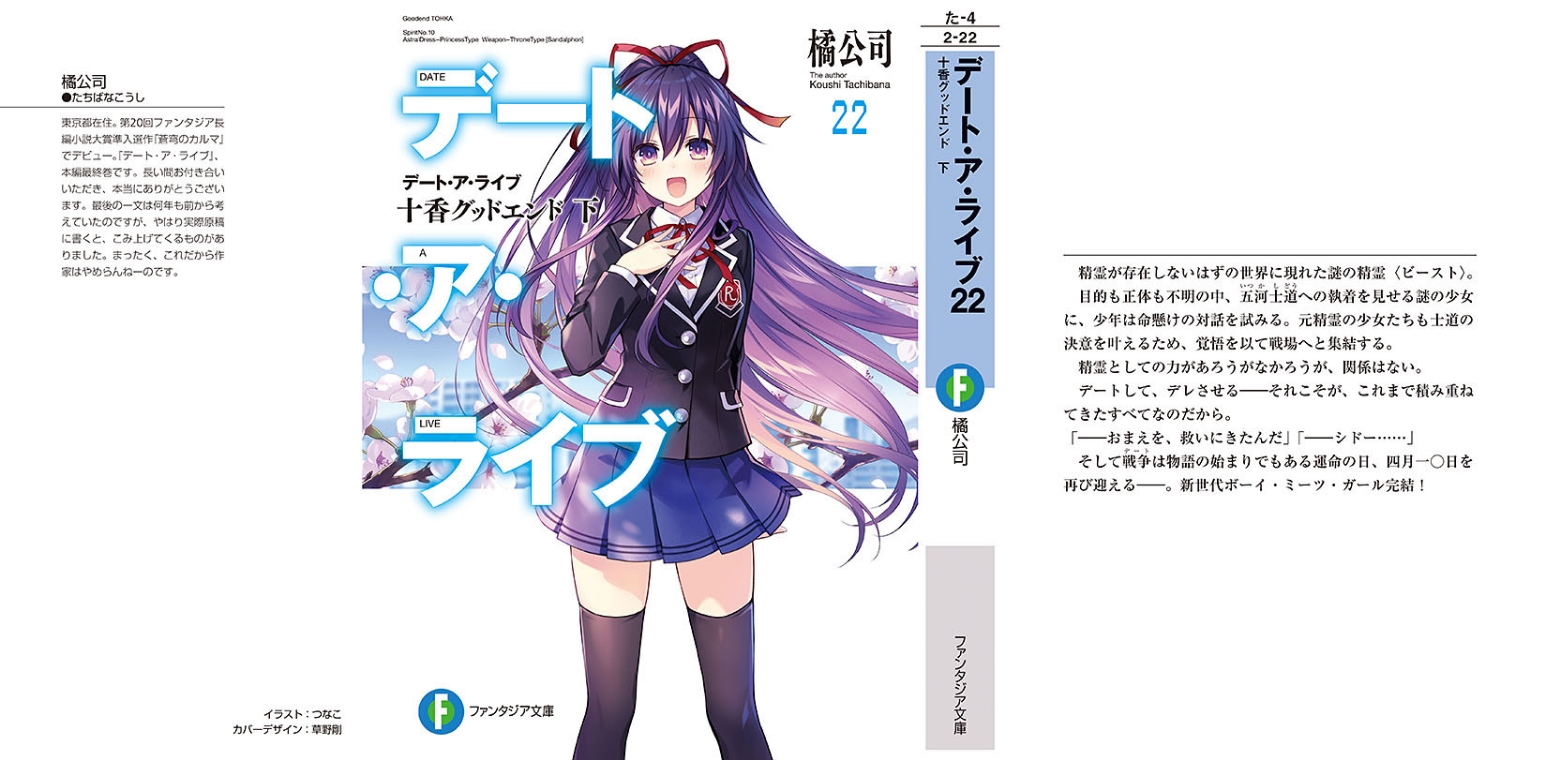 橘公司
●たちばなこうし
東京都在住。第20回ファンタジア長
編小説大賞準入選作「蒼穹のカルマ」
でデビュー。「デート・ア・ライブ」、
本編最終巻です。長い間お付き合い
いただき、本当にありがとうござい
ます。最後の一文は何年も前から考
えていたのですが、やはり実際原稿
に書くと、こみ上げてくるものがあ
りました。まったく、これだから作
家はやめらんねーのです。
イラスト:つなこ
カバーデザイン:草野剛
Goodend TOHKA
SpiritNo.10
AstralDress-PrincessType Weapon-ThroneType[Sandalphon]
DATE
デート
デート・ア・ライブ
十香グッドエンド 下
A
・ア・
LIVE
ライブ
橘公司
The author
Koushi Tachibana
22
R
ファンタジア文庫
た-4
2-22
デート・ア・ライブ22
十香グッドエンド 下
橘公司
ファンタジア文庫
精霊が存在しないはずの世界に現れた謎の精霊〈ビースト〉。
目的も正体も不明の中、五河士道への執着を見せる謎の少女
いつかしどう
に、少年は命懸けの対話を試みる。元精霊の少女たちも士道の
決意を叶えるため、覚悟を以て戦場へと集結する。
精霊としての力があろうがなかろうが、関係はない。
デートして、デレさせる――それこそが、これまで積み重ね
てきたすべてなのだから。
「――おまえを、救いにきたんだ」「――シドー……」
そして戦争は物語の始まりでもある運命の日、四月一〇日を
デート
再び迎える――。新世代ボーイ・ミーツ・ガール完結!